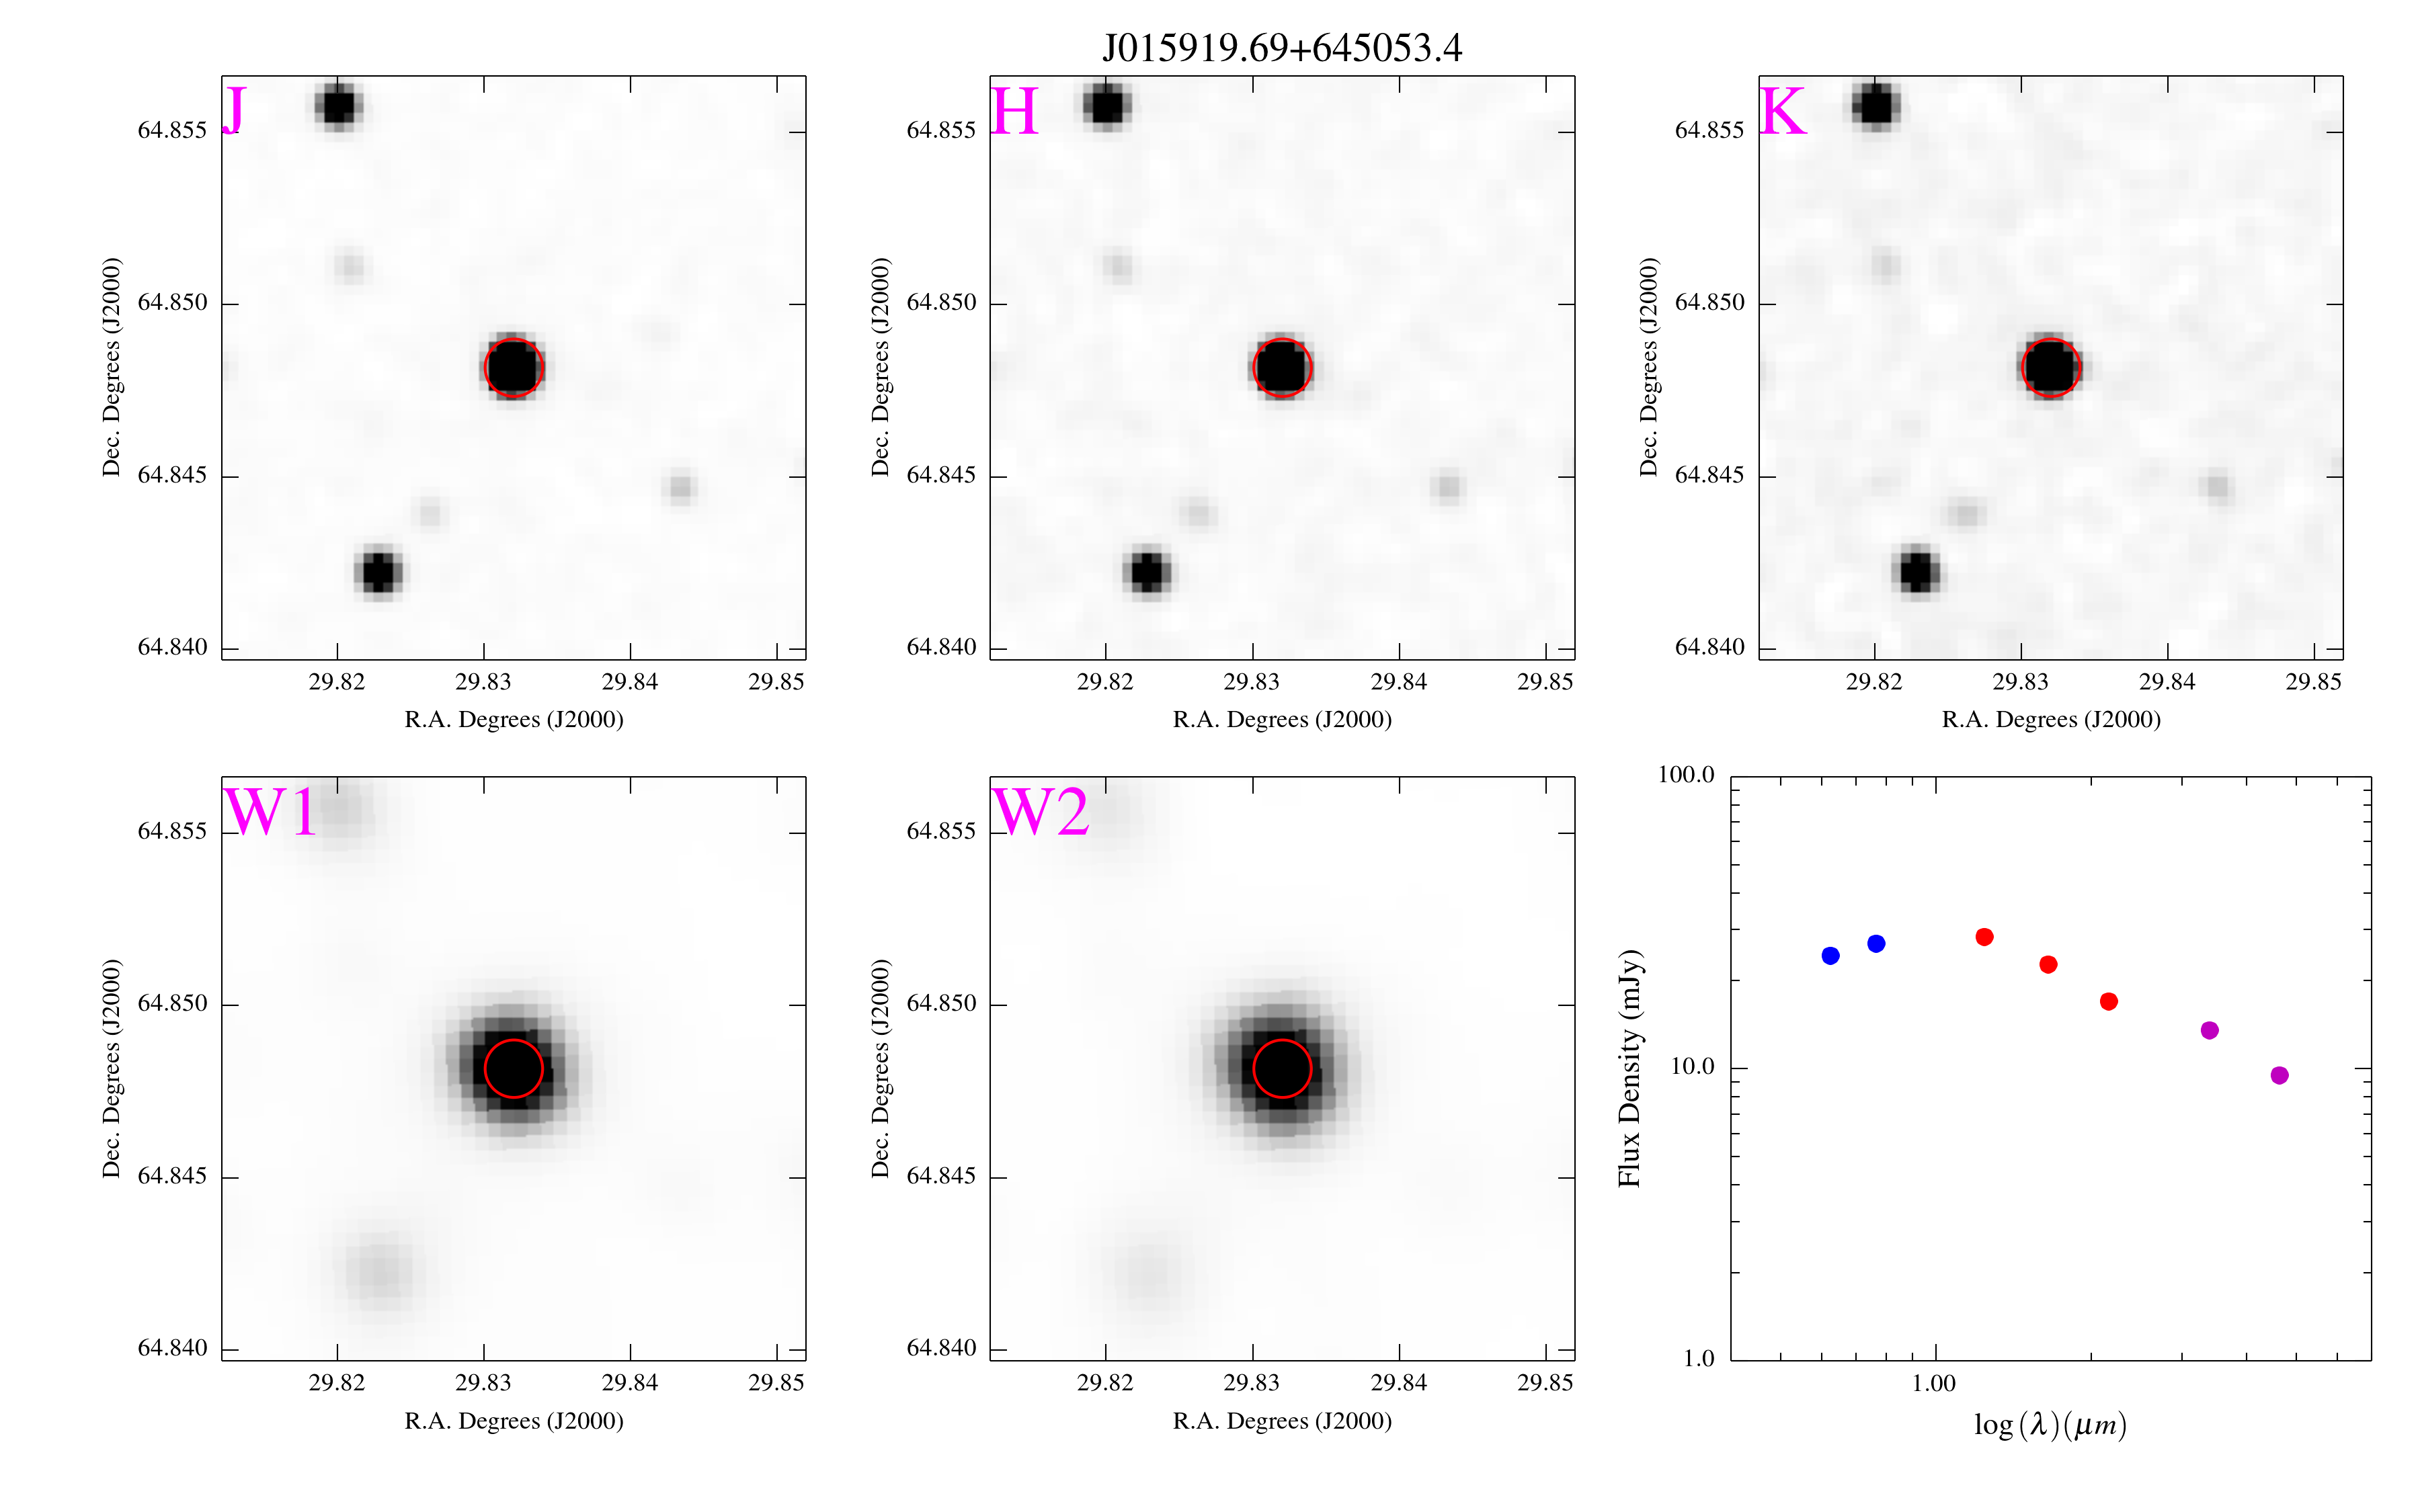 J015919.69+645053.4
J
64.855
64.850
64.845
64.840
Dec. Degrees (J2000)
29.82 29.83 29.84 29.85
R.A. Degrees (J2000)
H
64.855
64.850
64.845
64.840
Dec. Degrees (J2000)
29.82 29.83 29.84 29.85
R.A. Degrees (J2000)
K
64.855
64.850
64.845
64.840
Dec. Degrees (J2000)
29.82 29.83 29.84 29.85
R.A. Degrees (J2000)
W1
64.855
64.850
64.845
64.840
Dec. Degrees (J2000)
29.82 29.83 29.84 29.85
R.A. Degrees (J2000)
W2
64.855
64.850
64.845
64.840
Dec. Degrees (J2000)
29.82 29.83 29.84 29.85
R.A. Degrees (J2000)
100.0
10.0
1.0
Flux Density (mJy)
1.00
log (λ)(μm)